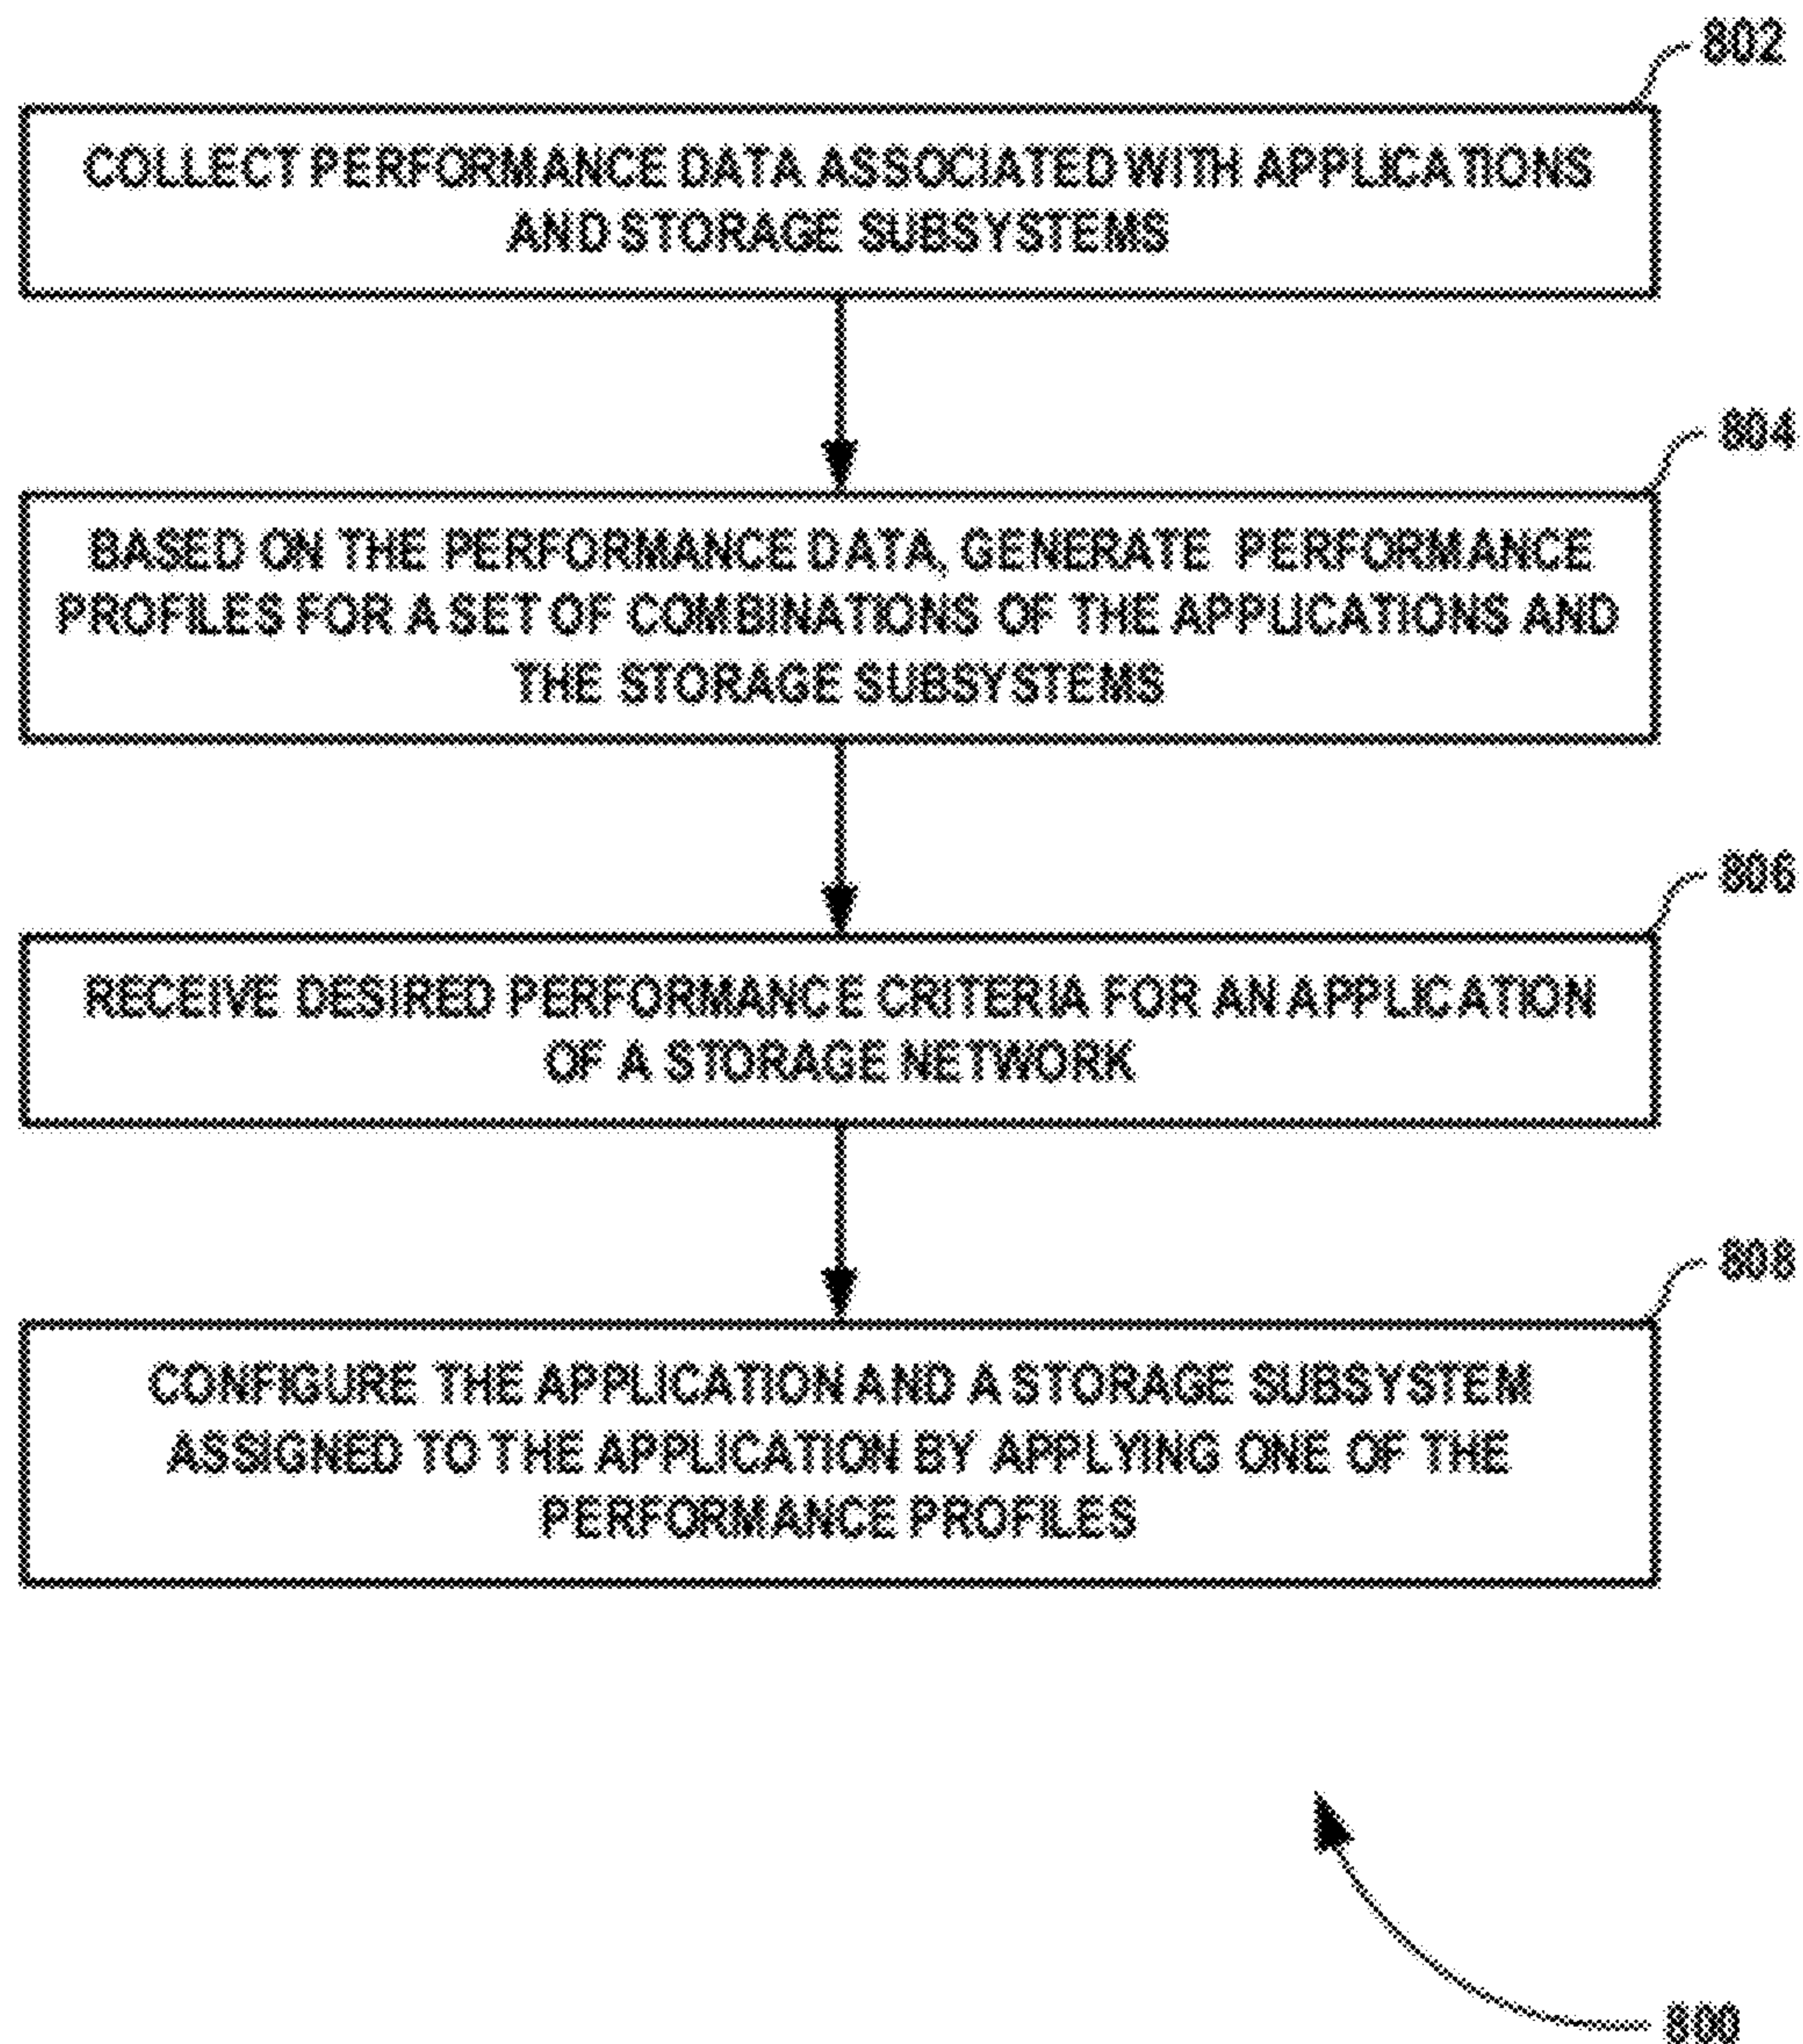 802
COLLECT PERFORMANCE DATA ASSOCIATED WITH APPLICATIONS
AND STORAGE SUBSYSTEMS
804
BASED ON THE PERFORMANCE DATA, GENERATE PERFORMANCE
PROFILES FOR A SET OF COMBINATIONS OF THE APPLICATIONS AND
THE STORAGE SUBSYSTEMS
806
RECEIVE DESIRED PERFORMANCE CRITERIA FOR AN APPLICATION
OF A STORAGE NETWORK
808
CONFIGURE THE APPLICATION AND A STORAGE SUBSYSTEM
ASSIGNED TO THE APPLICATION BY APPLYING ONE OF THE
PERFORMANCE PROFILES
800